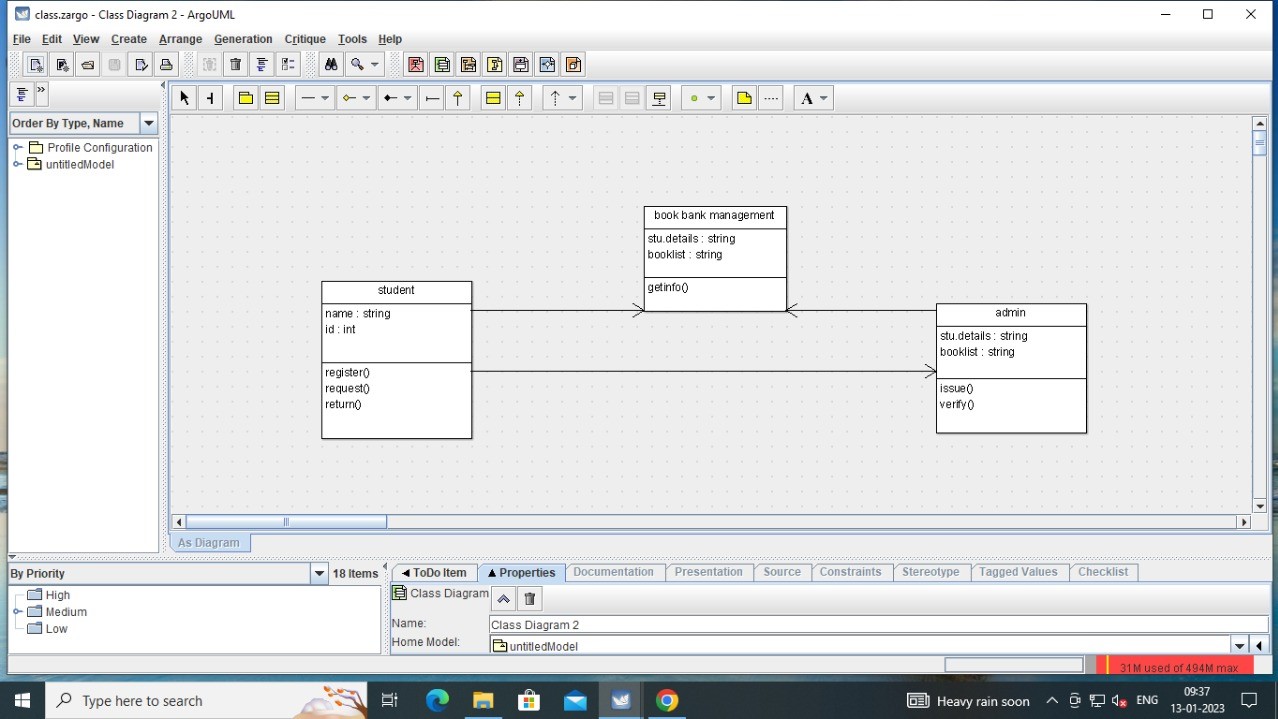 class.zargo - Class Diagram 2 - ArgoUML
File Edit View Create Arrange Generation Critique Tools Help
»
A
Order By Type, Name
Profile Configuration
untitledModel
book bank management
stu.details : string
booklist : string
getinfo()
student
name : string
id : int
register()
request()
return()
admin
stu.details : string
booklist : string
issue()
verify()
As Diagram
By Priority
18 Items
High
Medium
Low
ToDo Item Properties Documentation Presentation Source Constraints Stereotype Tagged Values Checklist
Class Diagram
Name: Class Diagram 2
Home Model: untitledModel
31M used of 494M max
Type here to search
Heavy rain soon
ENG
09:37
13-01-2023